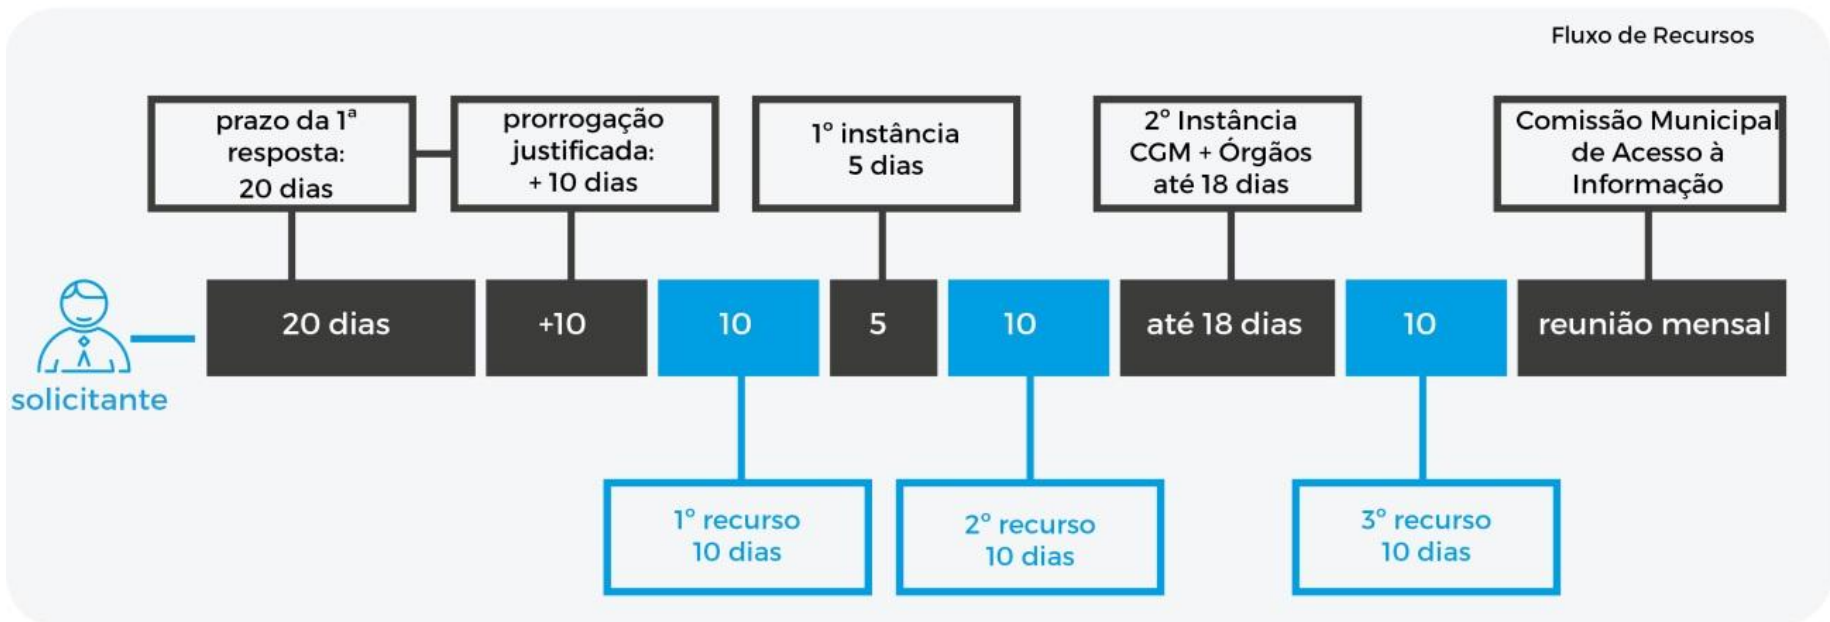 Fluxo de Recursos
prazo da 1ª
resposta:
20 dias
prorrogação
justificada:
+ 10 dias
1º instância
5 dias
2º Instância
CGM + Órgãos
até 18 dias
Comissão Municipal
de Acesso à
Informação
solicitante
20 dias
+10
10
5
10
até 18 dias
10
reunião mensal
1º recurso
10 dias
2º recurso
10 dias
3º recurso
10 dias